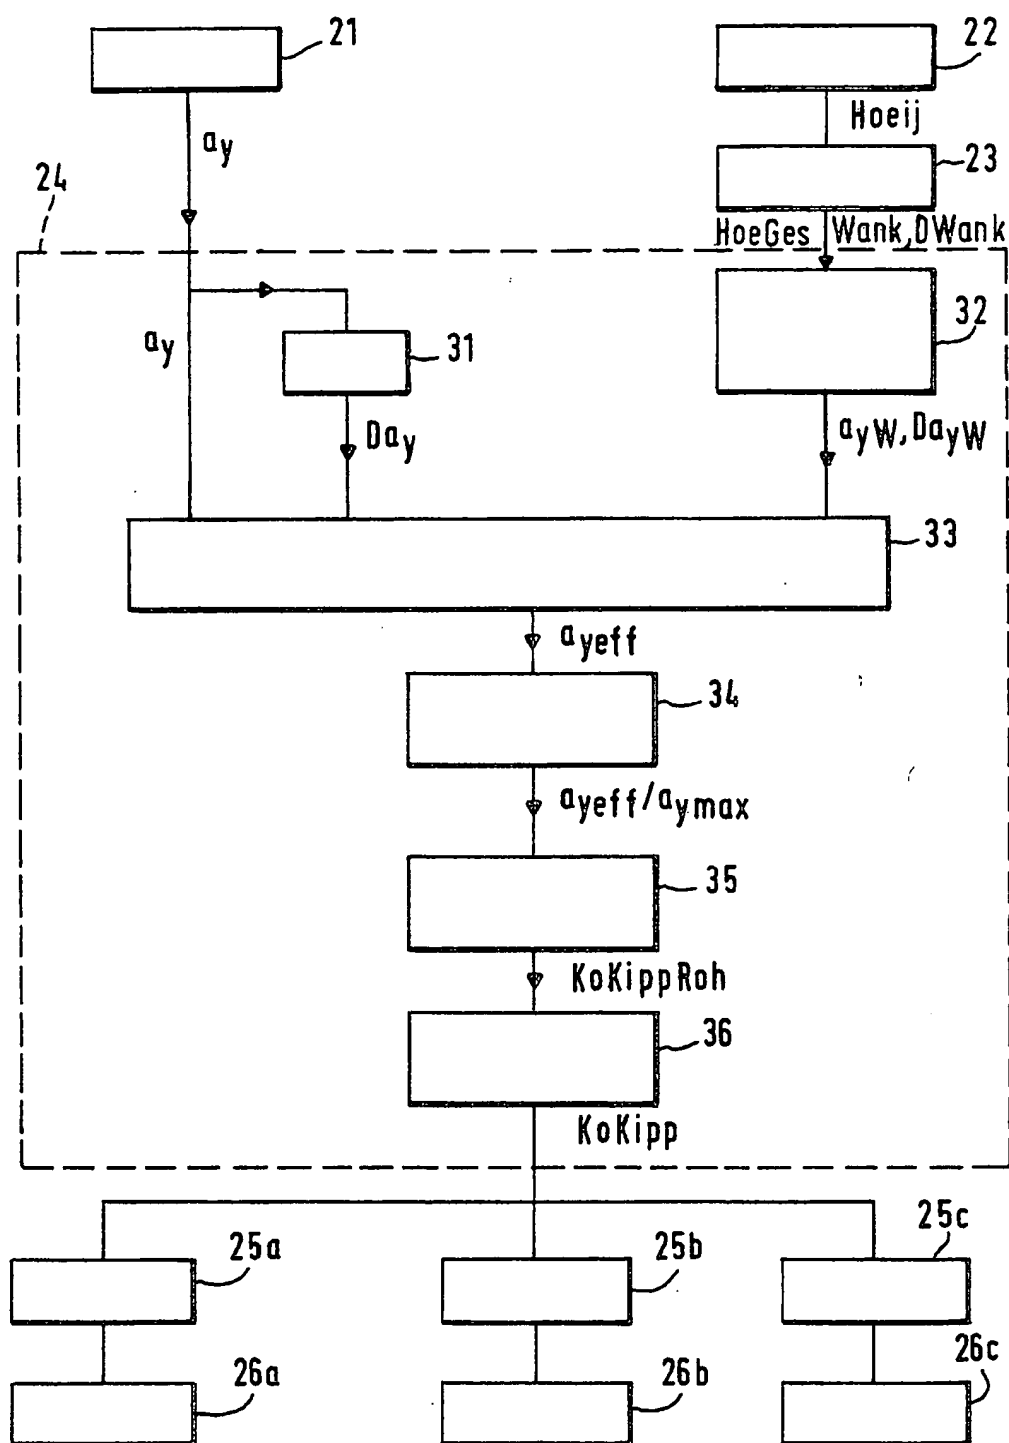 21
22
Hoeij
ay
23
24
HoeGes Wank,DWank
32
ay
31
Day
ayW,DayW
33
ayeff
34
ayeff/aymax
35
KoKippRoh
36
KoKipp
25a
25b
25c
26a
26b
26c